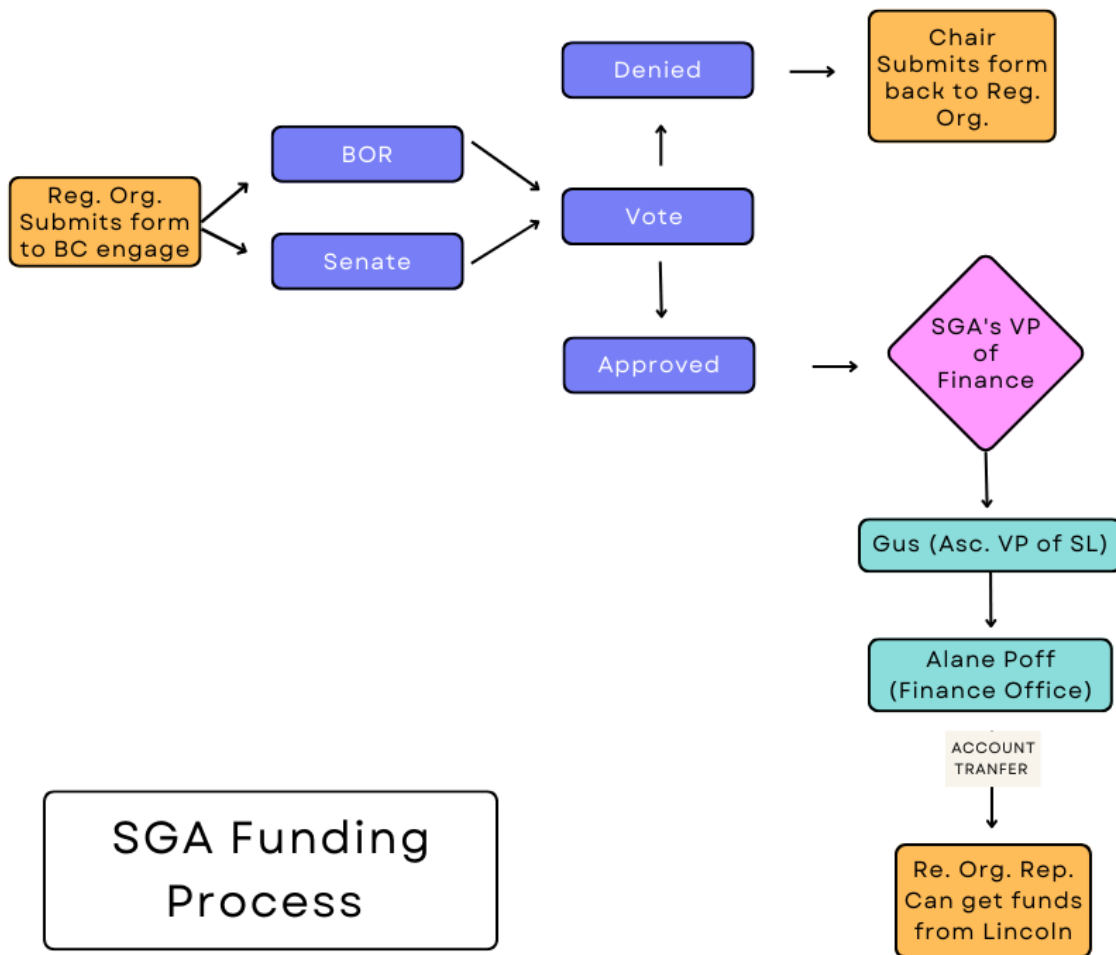 Reg. Org.
Submits form
to BC engage
BOR
Senate
Vote
Denied
Chair
Submits form
back to Reg.
Org.
Approved
SGA's VP
of
Finance
Gus (Asc. VP of SL)
Alane Poff
(Finance Office)
ACCOUNT
TRANFER
Re. Org. Rep.
Can get funds
from Lincoln
SGA Funding
Process